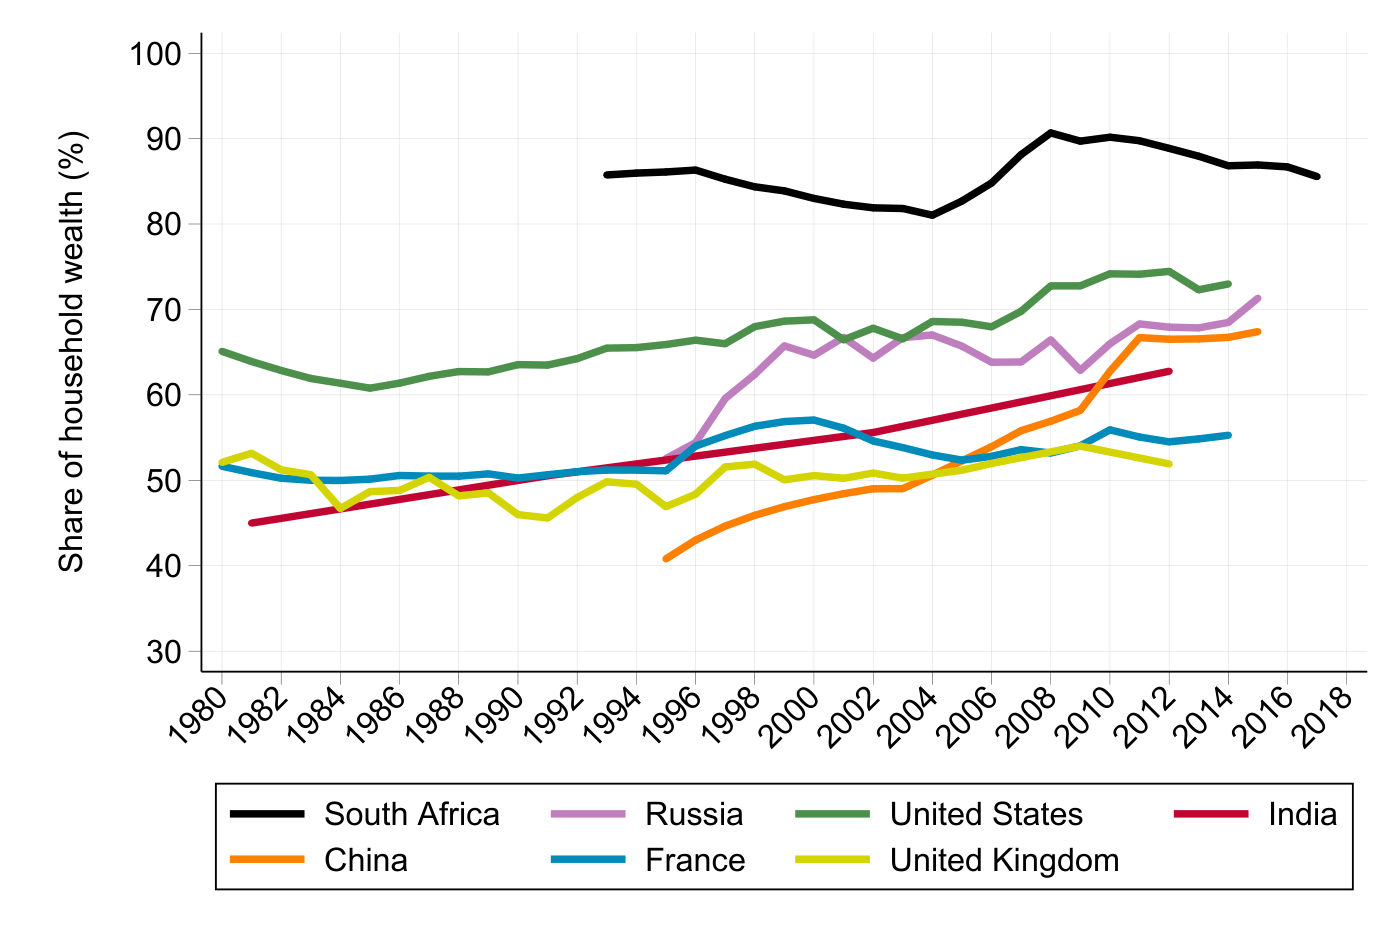 Share of household wealth (%)
100
90
80
70
60
50
40
30
1980 1982 1984 1986 1988 1990 1992 1994 1996 1998 2000 2002 2004 2006 2008 2010 2012 2014 2016 2018
South Africa Russia United States India
China France United Kingdom